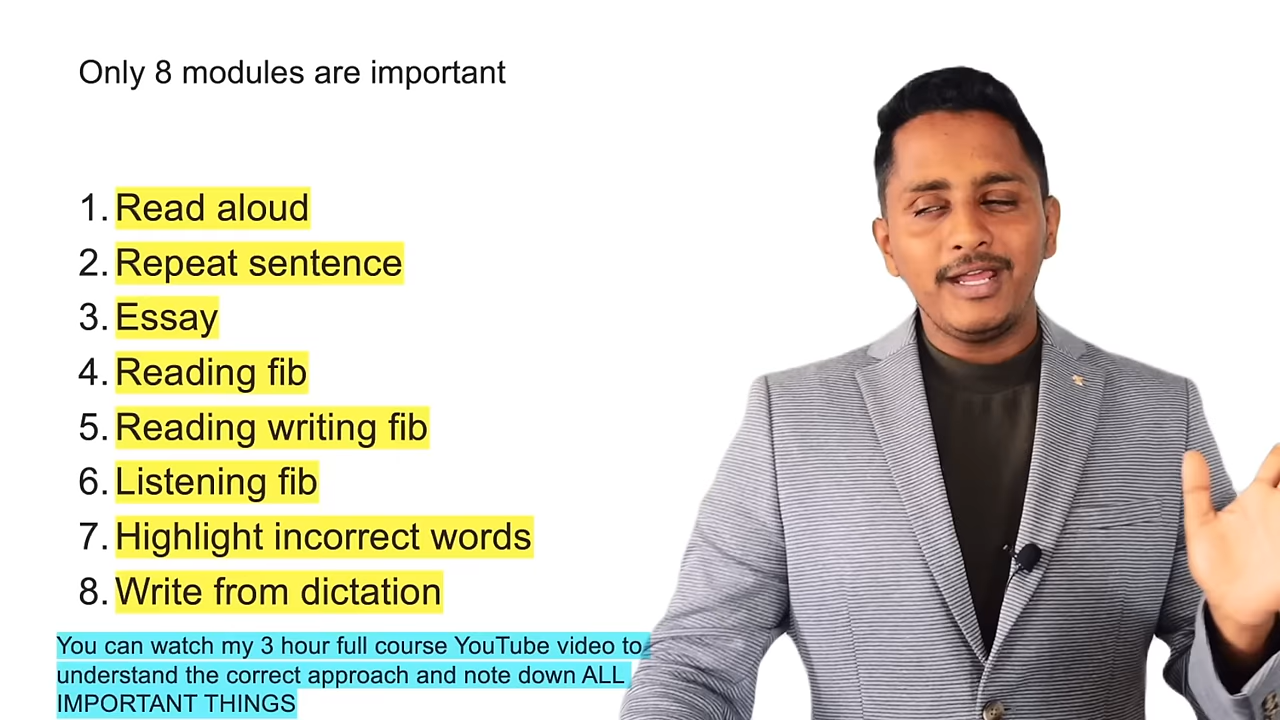 Only 8 modules are important
1. Read aloud
2. Repeat sentence
3. Essay
4. Reading fib
5. Reading writing fib
6. Listening fib
7. Highlight incorrect words
8. Write from dictation
You can watch my 3 hour full course YouTube video to
understand the correct approach and note down ALL
IMPORTANT THINGS